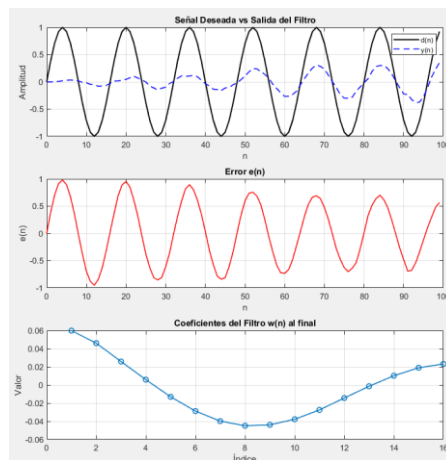 Señal Deseada vs Salida del Filtro
1
0.5
0
-0.5
-1
Amplitud
d(n)
y(n)
0 10 20 30 40 50 60 70 80 90 100
n
Error e(n)
1
0.5
0
-0.5
-1
e(n)
0 10 20 30 40 50 60 70 80 90 100
n
Coeficientes del Filtro w(n) al final
0.06
0.04
0.02
0
-0.02
-0.04
-0.06
Valor
0 2 4 6 8 10 12 14 16
Índice